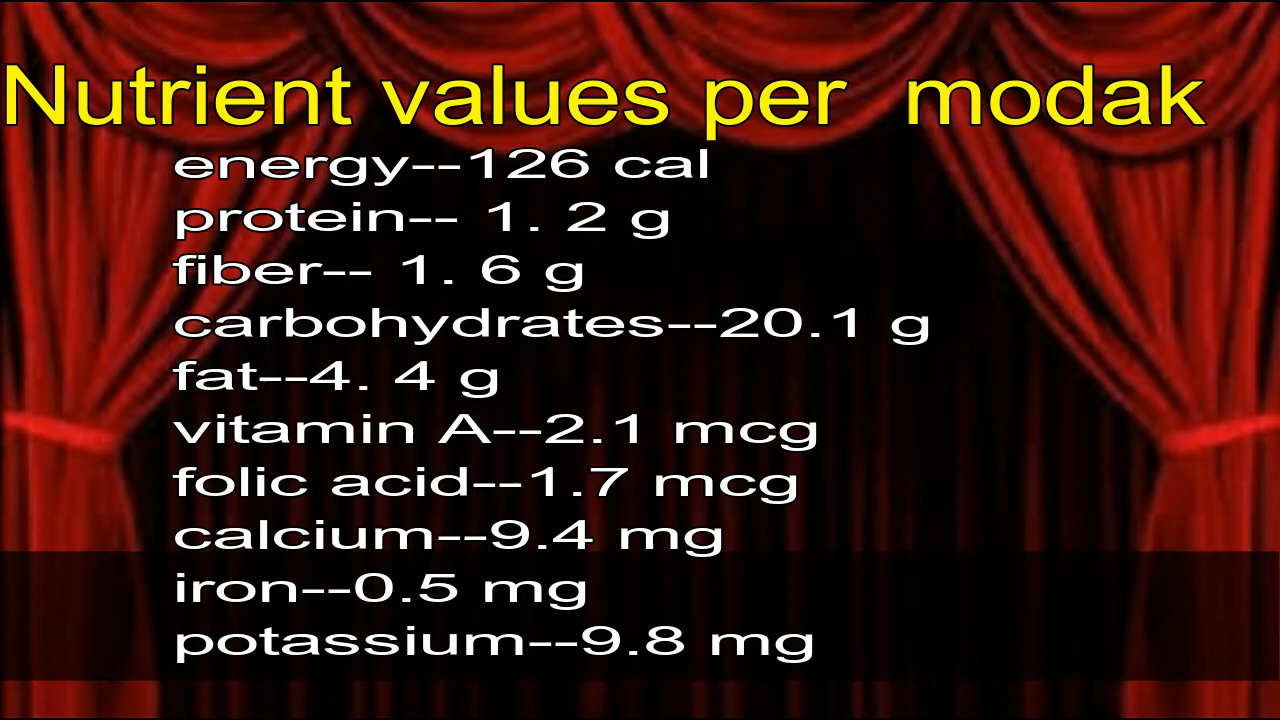 Nutrient values per  modak
energy--126 cal
protein-- 1. 2 g
fiber-- 1. 6 g
carbohydrates--20.1 g
fat--4. 4 g
vitamin A--2.1 mcg
folic acid--1.7 mcg
calcium--9.4 mg
iron--0.5 mg
potassium--9.8 mg